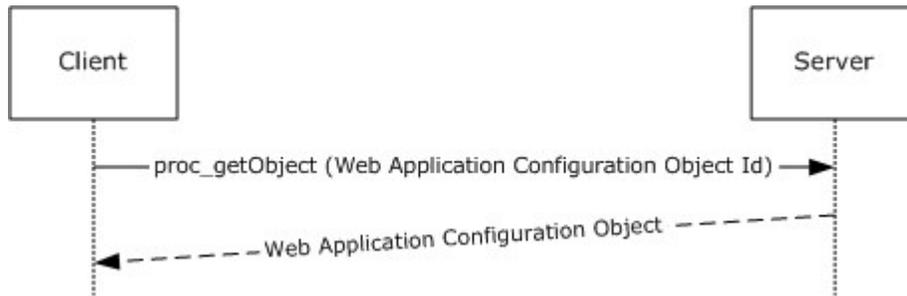 Client
Server
proc_getObject (Web Application Configuration Object Id)
Web Application Configuration Object